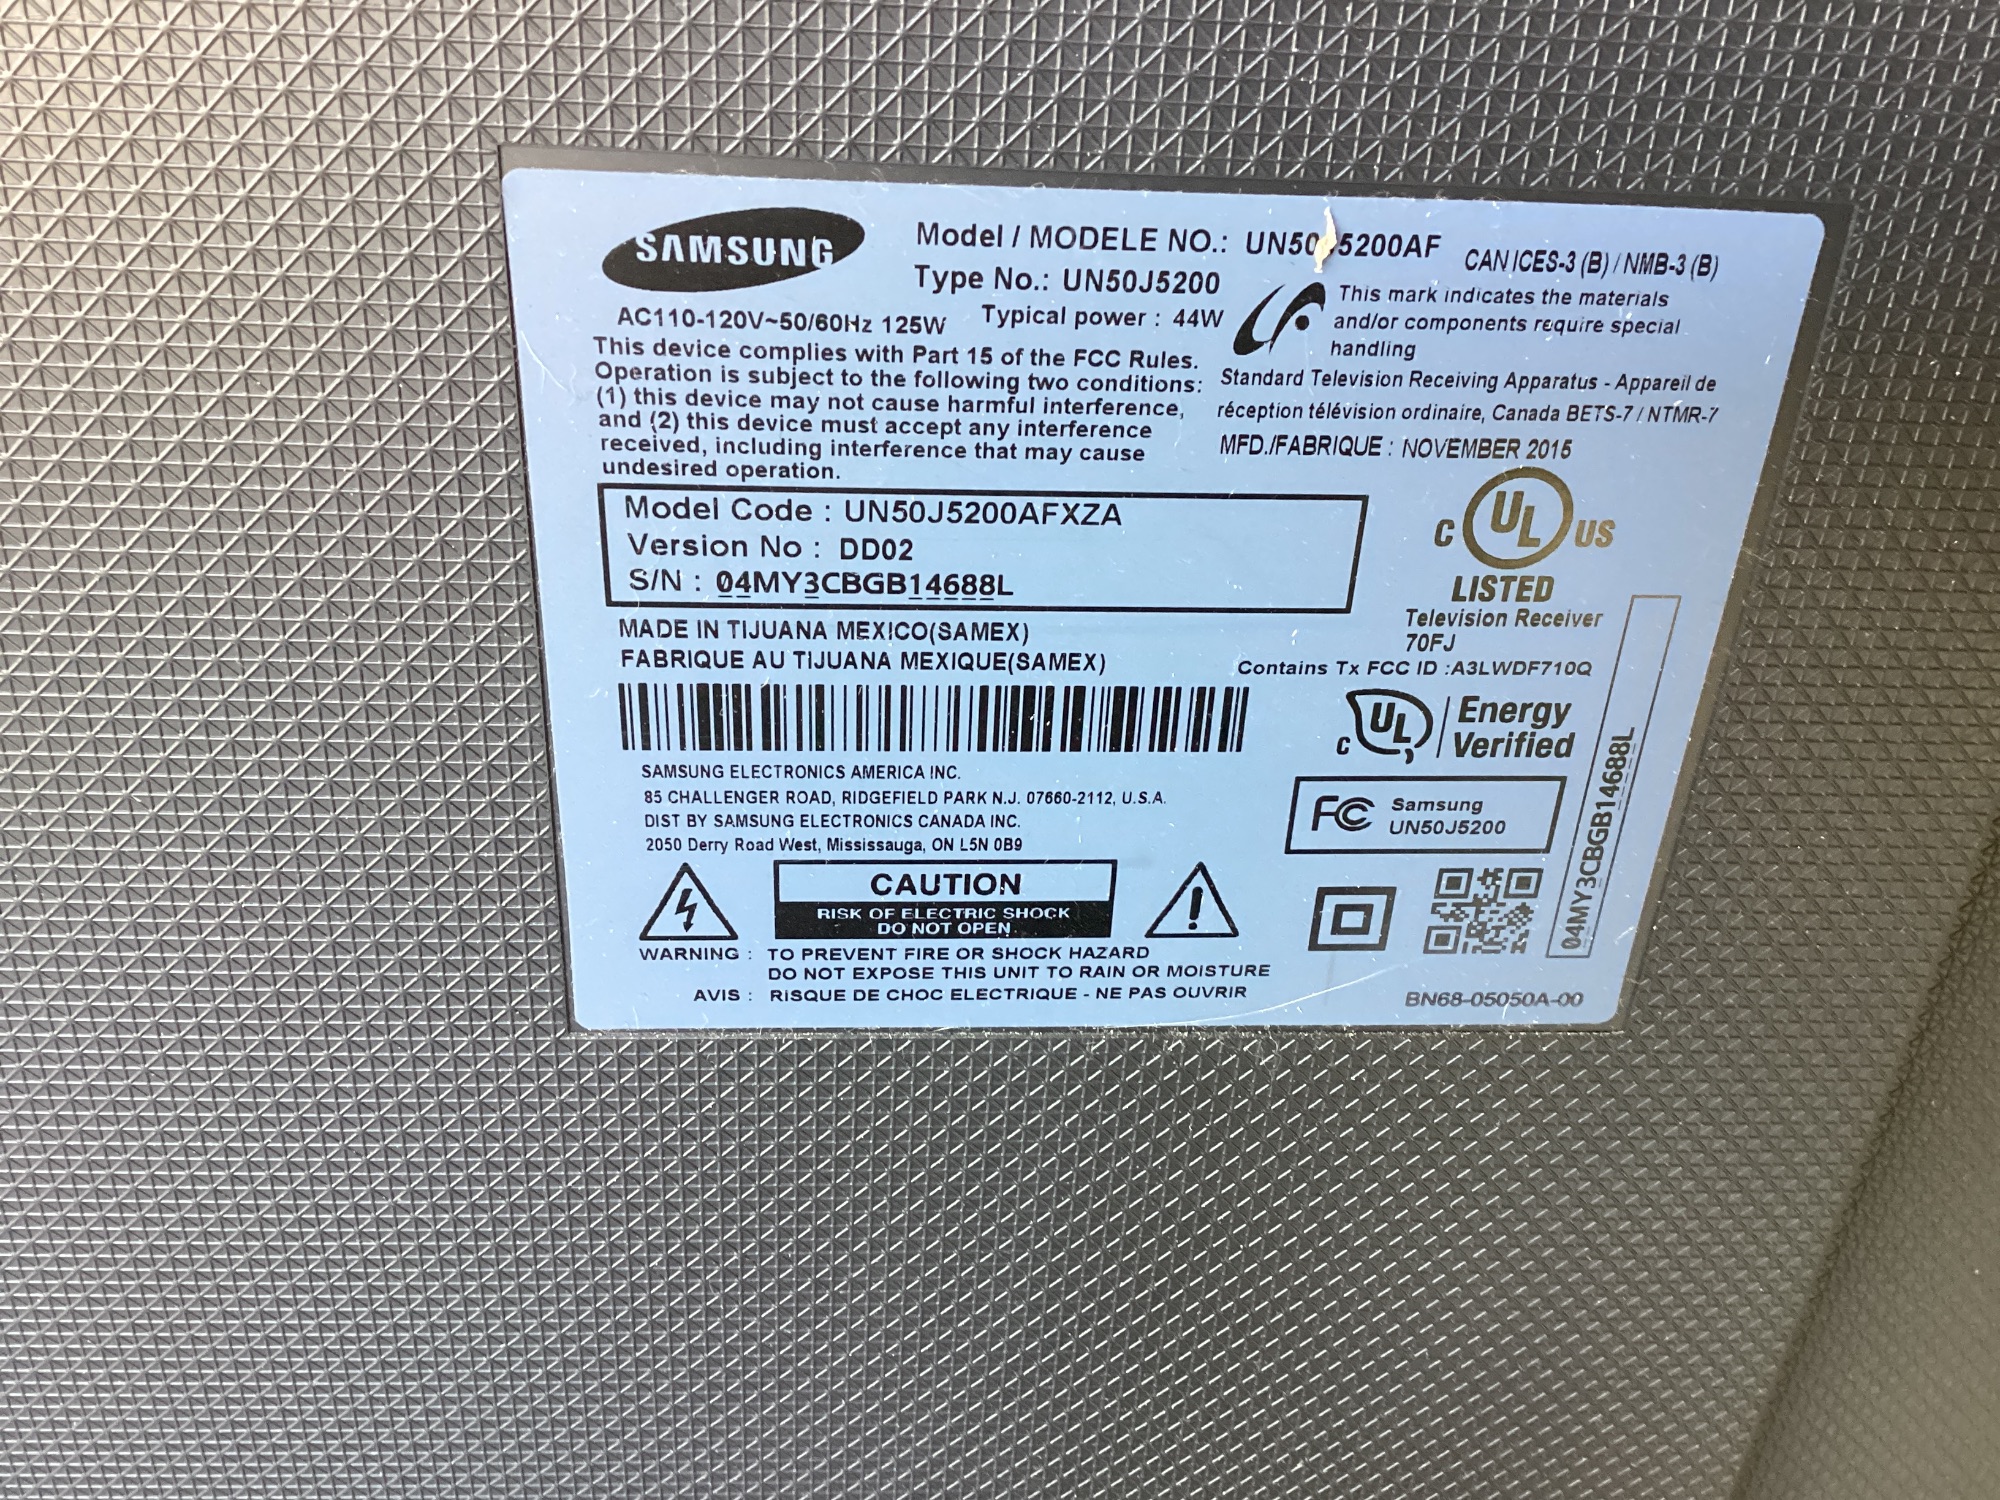 SAMSUNG
Model / MODELE NO.: UN50 5200AF
CAN ICES-3 (B) / NMB-3 (B)
Type No.: UN50J5200
AC110-120V~50/60Hz 125W Typical power : 44W
This mark indicates the materials
and/or components require special
handling
This device complies with Part 15 of the FCC Rules.
Operation is subject to the following two conditions:
(1) this device may not cause harmful interference,
and (2) this device must accept any interference
received, including interference that may cause
undesired operation.
Standard Television Receiving Apparatus - Appareil de
réception télévision ordinaire, Canada BETS-7 / NTMR-7
MFD./FABRIQUE : NOVEMBER 2015
Model Code : UN50J5200AFXZA
Version No : DD02
S/N : 04MY3CBGB14688L
C UL US
LISTED
Television Receiver
70FJ
MADE IN TIJUANA MEXICO(SAMEX)
FABRIQUE AU TIJUANA MEXIQUE(SAMEX)
Contains Tx FCC ID :A3LWDF710Q
C UL Energy
Verified
SAMSUNG ELECTRONICS AMERICA INC.
85 CHALLENGER ROAD, RIDGEFIELD PARK N.J. 07660-2112, U.S.A.
DIST BY SAMSUNG ELECTRONICS CANADA INC.
2050 Derry Road West, Mississauga, ON L5N 0B9
FC Samsung
UN50J5200
04MY3CBGB14688L
CAUTION
RISK OF ELECTRIC SHOCK
DO NOT OPEN
WARNING : TO PREVENT FIRE OR SHOCK HAZARD
DO NOT EXPOSE THIS UNIT TO RAIN OR MOISTURE
AVIS : RISQUE DE CHOC ELECTRIQUE - NE PAS OUVRIR
BN68-05050A-00